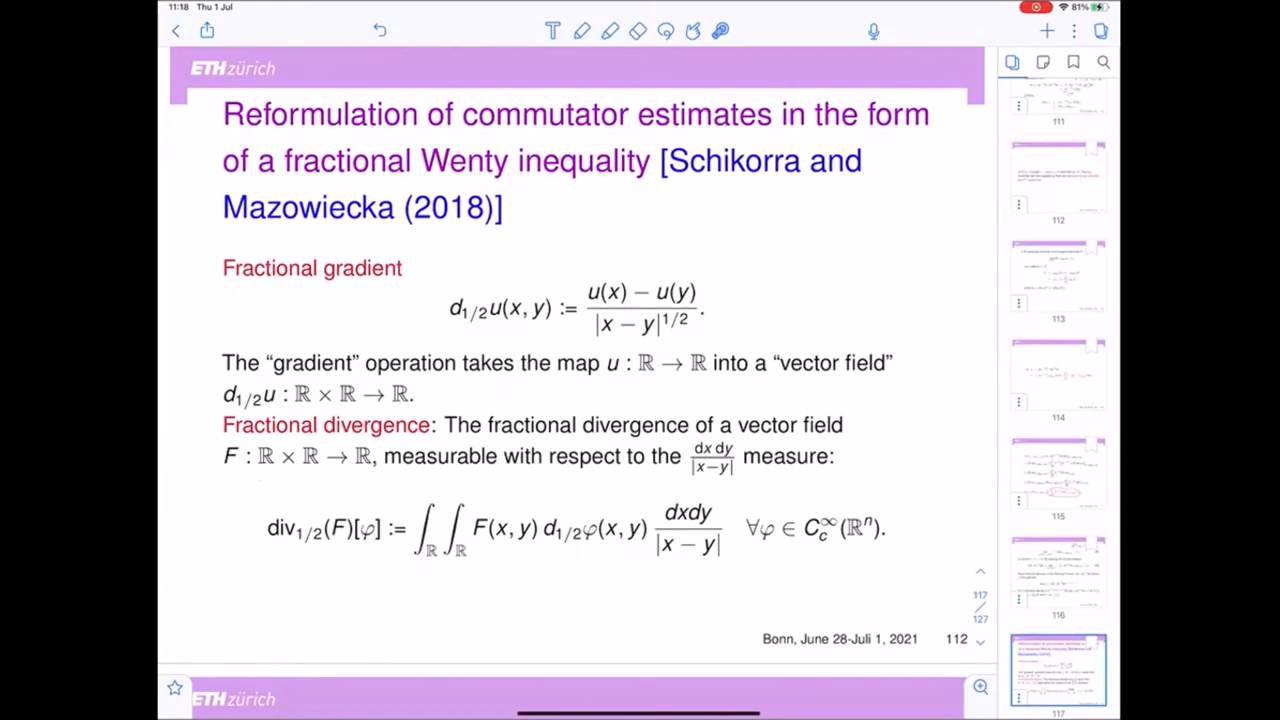 11:18 Thu 1 Jul
81%
ETH zürich
Reformulation of commutator estimates in the form
of a fractional Wenty inequality [Schikorra and
Mazowiecka (2018)]
Fractional gradient
d_{1/2}u(x, y) := \frac{u(x) − u(y)}{|x − y|^{1/2}}.
The “gradient” operation takes the map u : ℝ → ℝ into a “vector field”
d_{1/2}u : ℝ × ℝ → ℝ.
Fractional divergence: The fractional divergence of a vector field
F : ℝ × ℝ → ℝ, measurable with respect to the \frac{dx dy}{|x−y|} measure:
div_{1/2}(F)[φ] := ∫_ℝ ∫_ℝ F(x, y) d_{1/2}φ(x, y) \frac{dxdy}{|x − y|} ∀φ ∈ C_c^∞(ℝ^n).
117
/
127
Bonn, June 28-Juli 1, 2021 112
ETH zürich
111
112
113
114
115
116
117